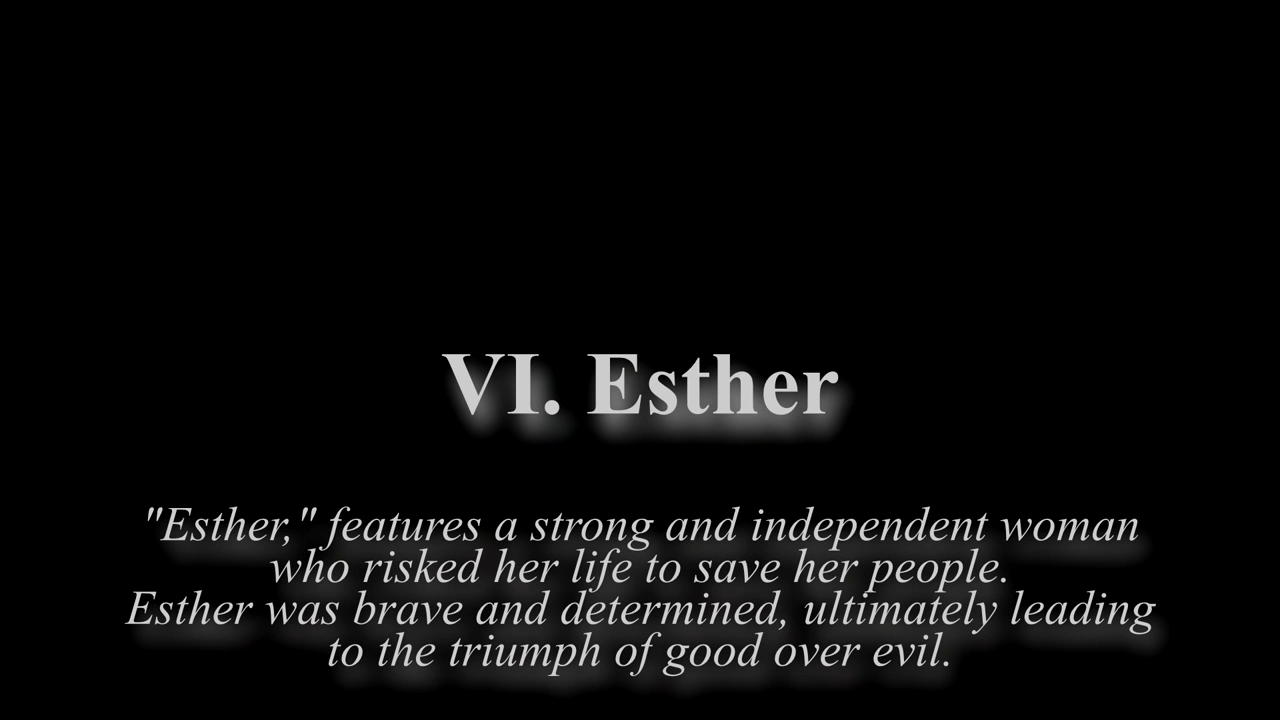 VI. Esther
"Esther," features a strong and independent woman
who risked her life to save her people.
Esther was brave and determined, ultimately leading
to the triumph of good over evil.